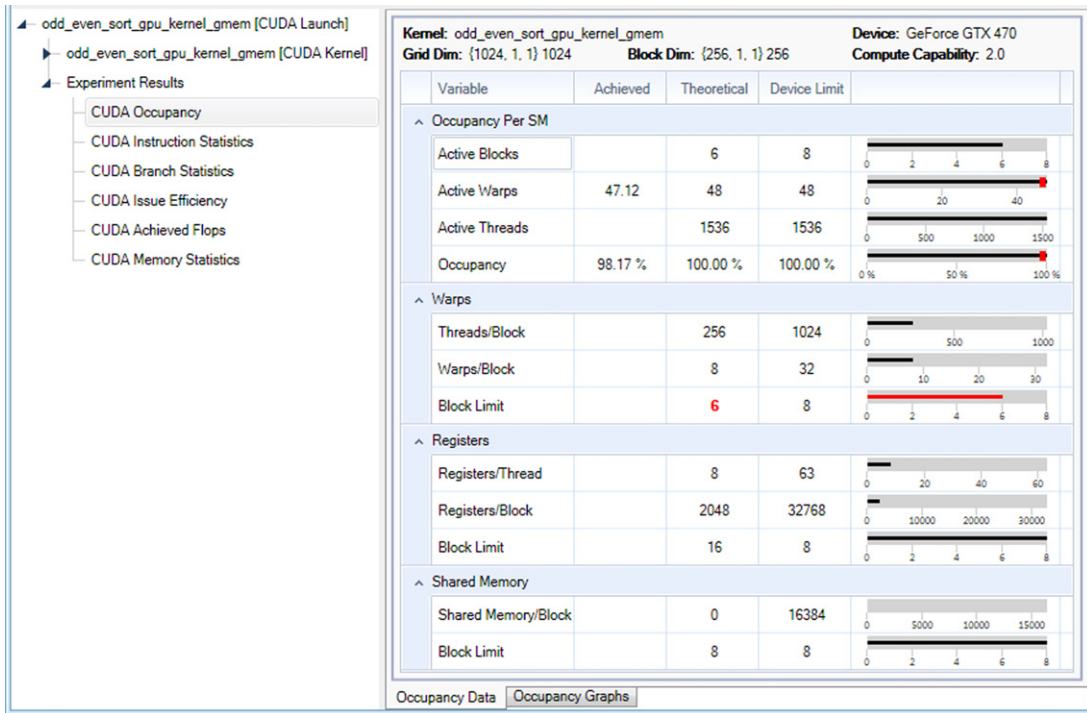 odd_even_sort_gpu_kernel_gmem [CUDA Launch]
odd_even_sort_gpu_kernel_gmem [CUDA Kernel]
Experiment Results
CUDA Occupancy
CUDA Instruction Statistics
CUDA Branch Statistics
CUDA Issue Efficiency
CUDA Achieved Flops
CUDA Memory Statistics
Kernel: odd_even_sort_gpu_kernel_gmem Device: GeForce GTX 470
Grid Dim: {1024, 1, 1} 1024 Block Dim: {256, 1, 1} 256 Compute Capability: 2.0
Variable Achieved Theoretical Device Limit
Occupancy Per SM
Active Blocks 6 8
0 2 4 6 8
Active Warps 47.12 48 48
0 20 40
Active Threads 1536 1536
0 500 1000 1500
Occupancy 98.17 % 100.00 % 100.00 %
0 % 50 % 100 %
Warps
Threads/Block 256 1024
0 500 1000
Warps/Block 8 32
0 10 20 30
Block Limit 6 8
0 2 4 6 8
Registers
Registers/Thread 8 63
0 20 40 60
Registers/Block 2048 32768
0 10000 20000 30000
Block Limit 16 8
0 2 4 6 8
Shared Memory
Shared Memory/Block 0 16384
0 5000 10000 15000
Block Limit 8 8
0 2 4 6 8
Occupancy Data Occupancy Graphs